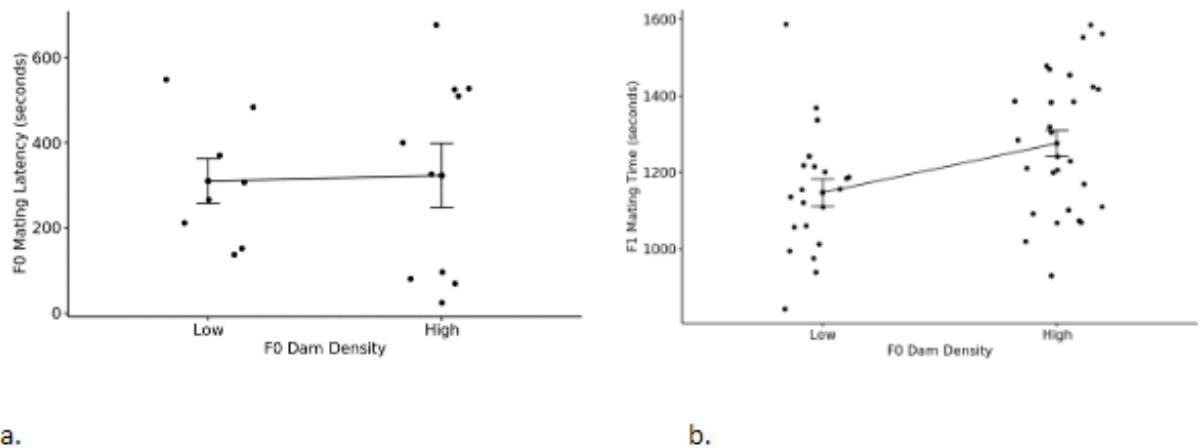 F0 Mating Latency (seconds)
600
400
200
0
Low
High
F0 Dam Density
a.
F1 Mating Time (seconds)
1600
1400
1200
1000
Low
High
F0 Dam Density
b.